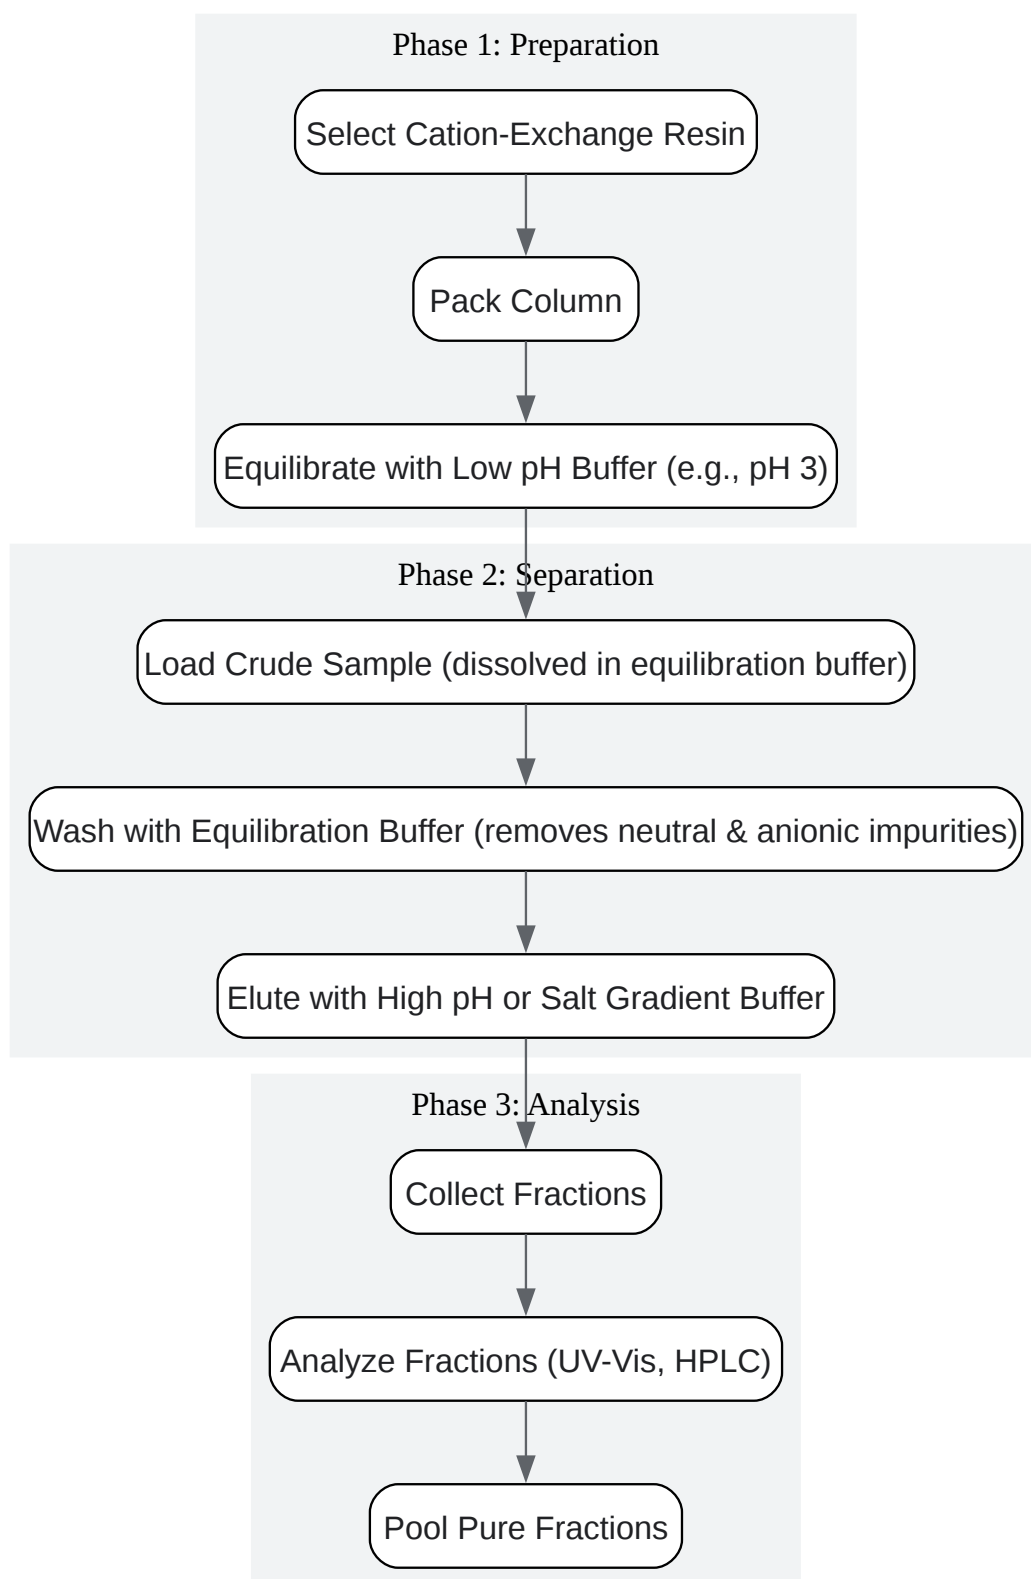 Phase 1: Preparation
Select Cation-Exchange Resin
Pack Column
Equilibrate with Low pH Buffer (e.g., pH 3)
Phase 2: Separation
Load Crude Sample (dissolved in equilibration buffer)
Wash with Equilibration Buffer (removes neutral & anionic impurities)
Elute with High pH or Salt Gradient Buffer
Phase 3: Analysis
Collect Fractions
Analyze Fractions (UV-Vis, HPLC)
Pool Pure Fractions